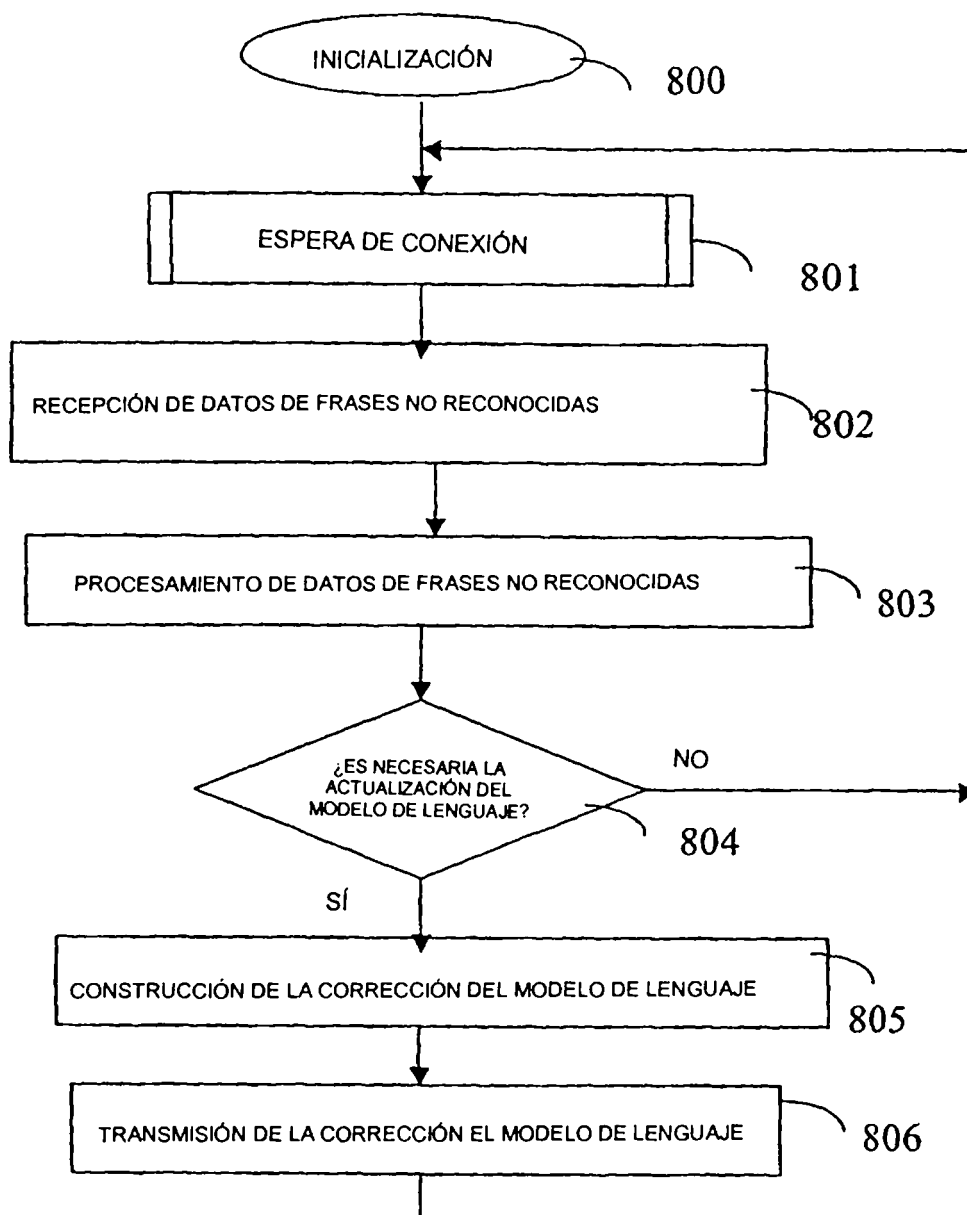 INICIALIZACIÓN
800
ESPERA DE CONEXIÓN
801
RECEPCIÓN DE DATOS DE FRASES NO RECONOCIDAS
802
PROCESAMIENTO DE DATOS DE FRASES NO RECONOCIDAS
803
¿ES NECESARIA LA
ACTUALIZACIÓN DEL
MODELO DE LENGUAJE?
NO
804
SÍ
CONSTRUCCIÓN DE LA CORRECCIÓN DEL MODELO DE LENGUAJE
805
TRANSMISIÓN DE LA CORRECCIÓN EL MODELO DE LENGUAJE
806